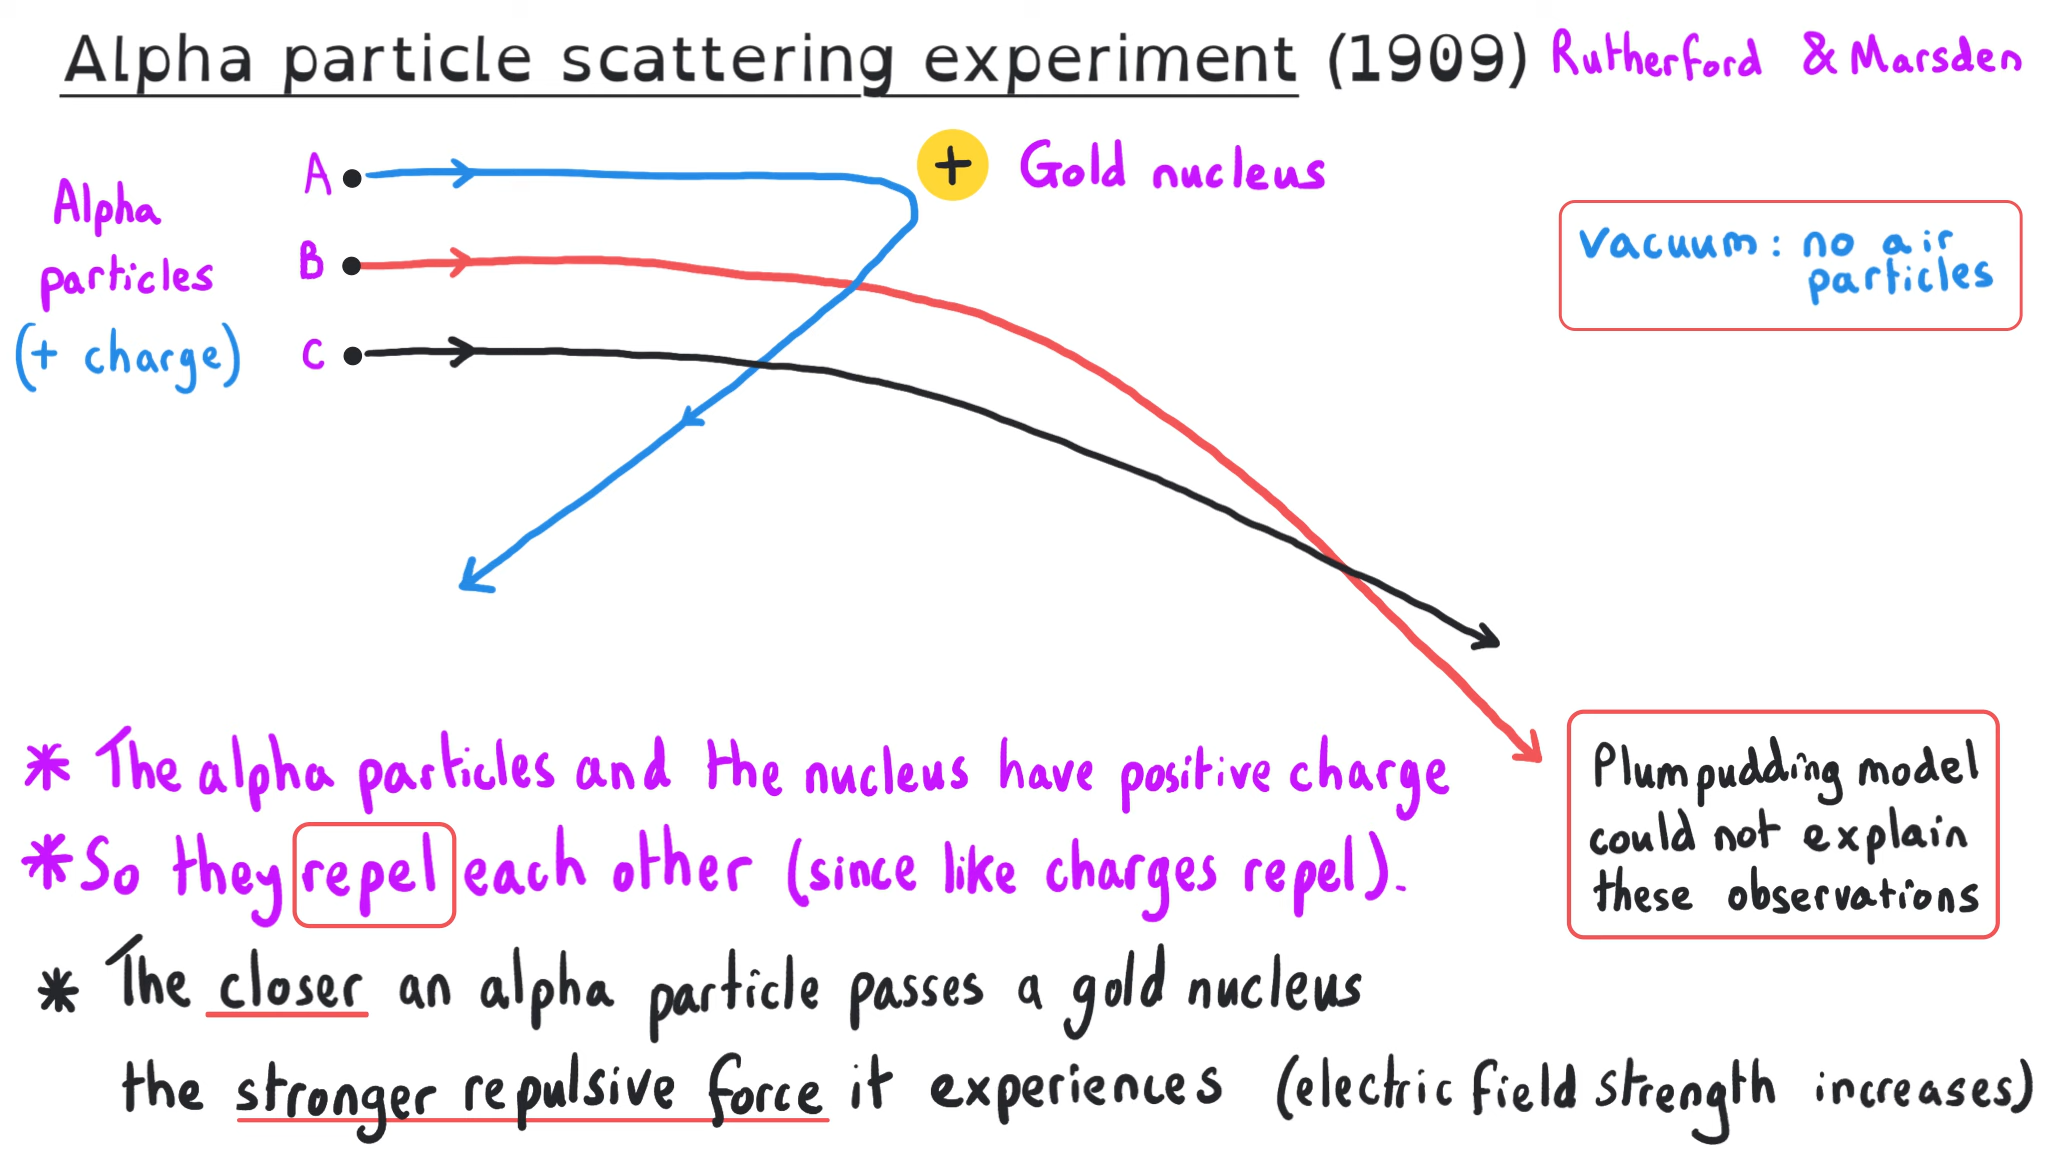 Alpha particle scattering experiment (1909) Rutherford & Marsden
A
+
Gold nucleus
Alpha
particles
(+ charge)
B
C
Vacuum: no air
particles
* The alpha particles and the nucleus have positive charge
* So they repel each other (since like charges repel).
* The closer an alpha particle passes a gold nucleus
the stronger repulsive force it experiences (electric field strength increases)
Plum pudding model
could not explain
these observations